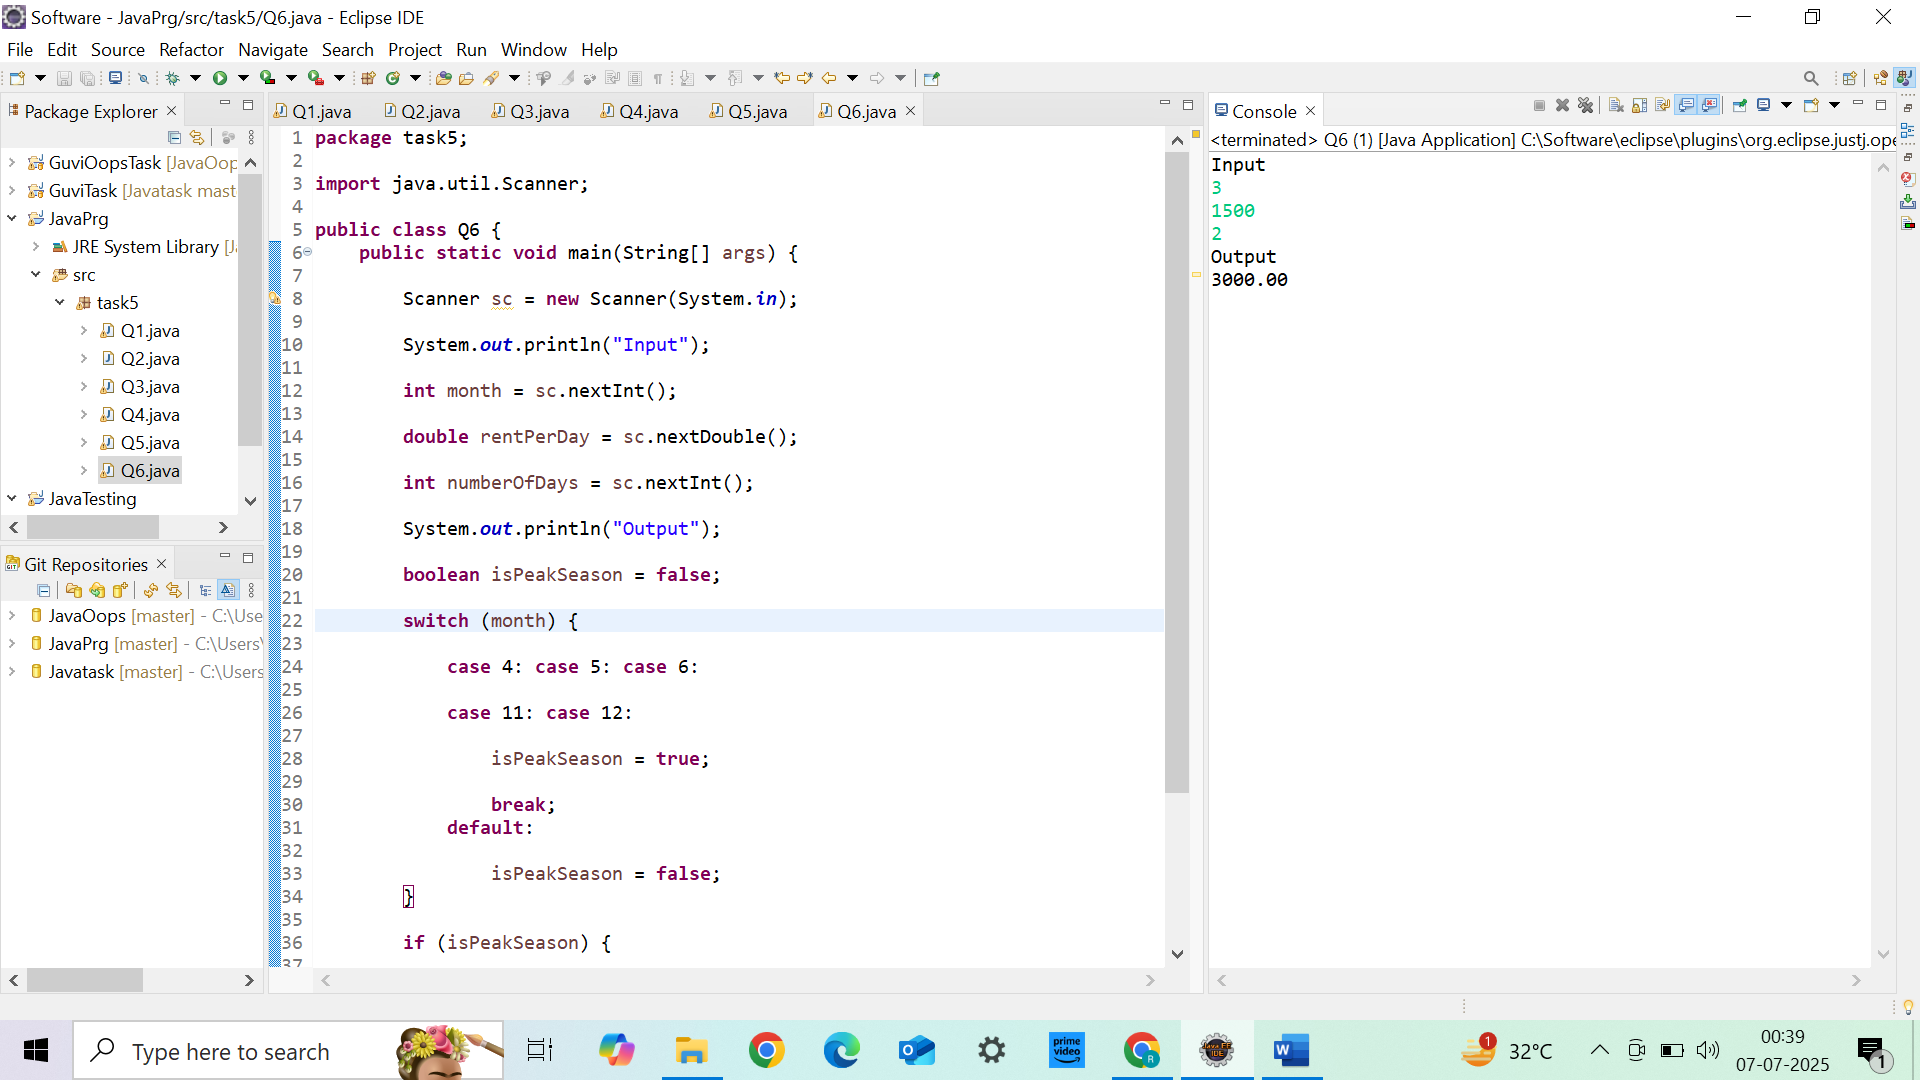 Software - JavaPrg/src/task5/Q6.java - Eclipse IDE
File Edit Source Refactor Navigate Search Project Run Window Help
Package Explorer
GuviOopsTask [JavaOop
GuviTask [Javatask mast
JavaPrg
JRE System Library [J
src
task5
Q1.java
Q2.java
Q3.java
Q4.java
Q5.java
Q6.java
JavaTesting
Git Repositories
JavaOops [master] - C:\Use
JavaPrg [master] - C:\Users\
Javatask [master] - C:\Users
Q1.java Q2.java Q3.java Q4.java Q5.java Q6.java
1 package task5;
2
3 import java.util.Scanner;
4
5 public class Q6 {
6 public static void main(String[] args) {
7
8 Scanner sc = new Scanner(System.in);
9
10 System.out.println("Input");
11
12 int month = sc.nextInt();
13
14 double rentPerDay = sc.nextDouble();
15
16 int numberOfDays = sc.nextInt();
17
18 System.out.println("Output");
19
20 boolean isPeakSeason = false;
21
22 switch (month) {
23
24 case 4: case 5: case 6:
25
26 case 11: case 12:
27
28 isPeakSeason = true;
29
30 break;
31 default:
32
33 isPeakSeason = false;
34 }
35
36 if (isPeakSeason) {
37
Console
<terminated> Q6 (1) [Java Application] C:\Software\eclipse\plugins\org.eclipse.justj.ope
Input
3
1500
2
Output
3000.00
Type here to search
prime video
R
Java EE IDE
W
1
32°C
00:39
07-07-2025
1